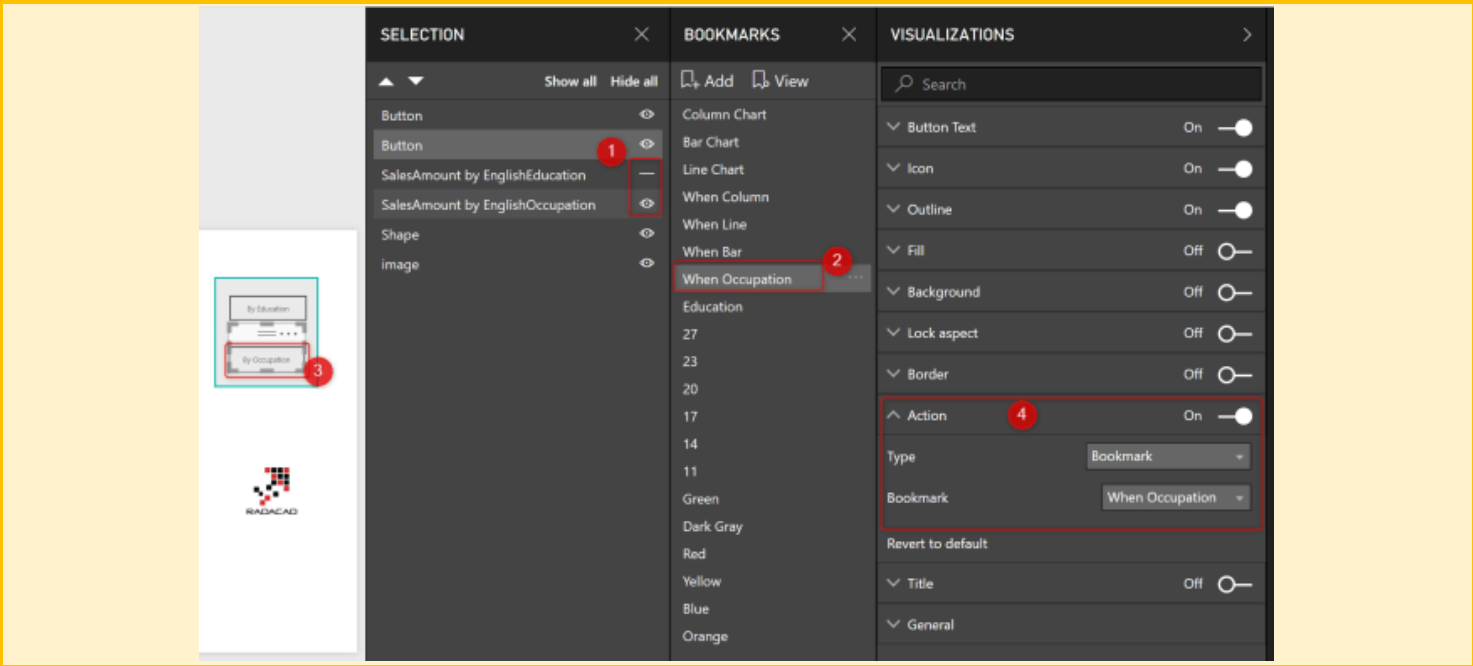 SELECTION
Show all Hide all
Button
Button
1
SalesAmount by EnglishEducation
SalesAmount by EnglishOccupation
Shape
image
By Education
By Occupation
3
RADACAD
BOOKMARKS
Add View
Column Chart
Bar Chart
Line Chart
When Column
When Line
When Bar
2
When Occupation
Education
27
23
20
17
14
11
Green
Dark Gray
Red
Yellow
Blue
Orange
VISUALIZATIONS
Search
Button Text On
Icon On
Outline On
Fill Off
Background Off
Lock aspect Off
Border Off
Action 4 On
Type Bookmark
Bookmark When Occupation
Revert to default
Title Off
General